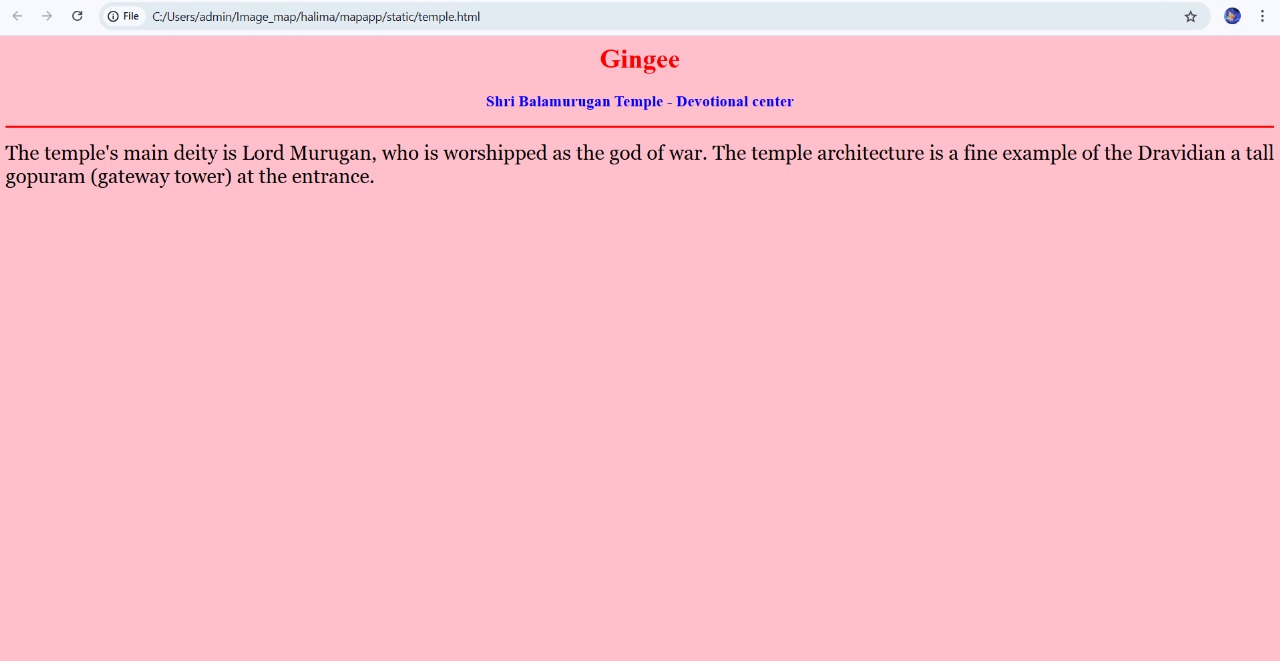 File C:/Users/admin/Image_map/halima/mapapp/static/temple.html
Gingee
Shri Balamurugan Temple - Devotional center
The temple's main deity is Lord Murugan, who is worshipped as the god of war. The temple architecture is a fine example of the Dravidian a tall
gopuram (gateway tower) at the entrance.